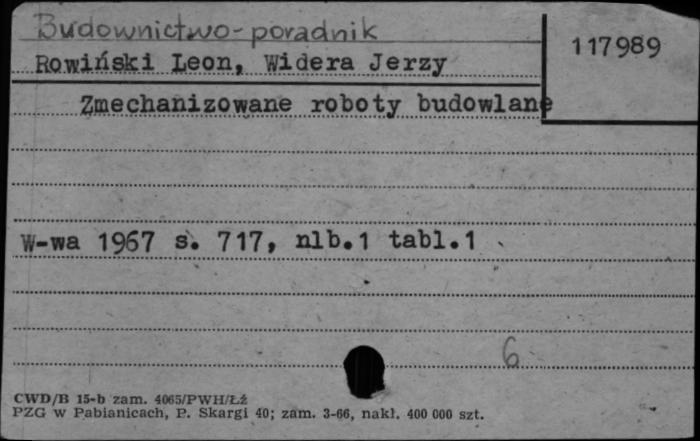 Budownictwo-poradnik
117989
Rowiński Leon, Widera Jerzy
Zmechanizowane roboty budowlane
W-wa 1967 s. 717, nlb.1 tabl.1
6
CWD/B 15-b zam. 4065/PWH/Łź
PZG w Pabianicach, P. Skargi 40; zam. 3-66, nakł. 400 000 szt.